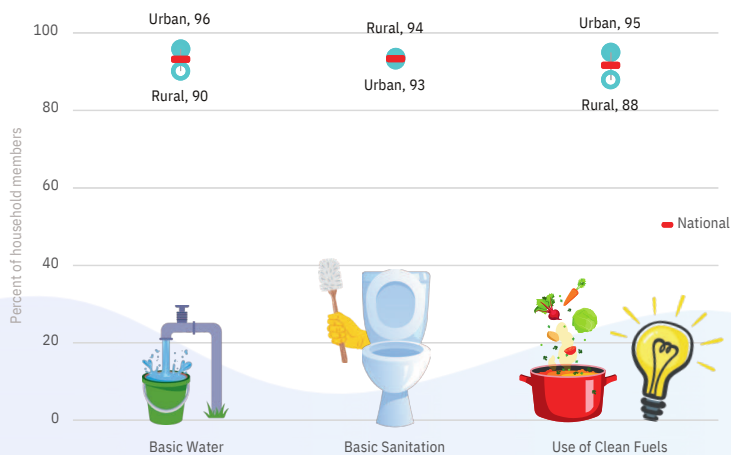 Urban, 96
Rural, 94
Urban, 95
100
Rural, 90
Urban, 93
Rural, 88
80
60
National
40
20
0
Percent of household members
Basic Water
Basic Sanitation
Use of Clean Fuels